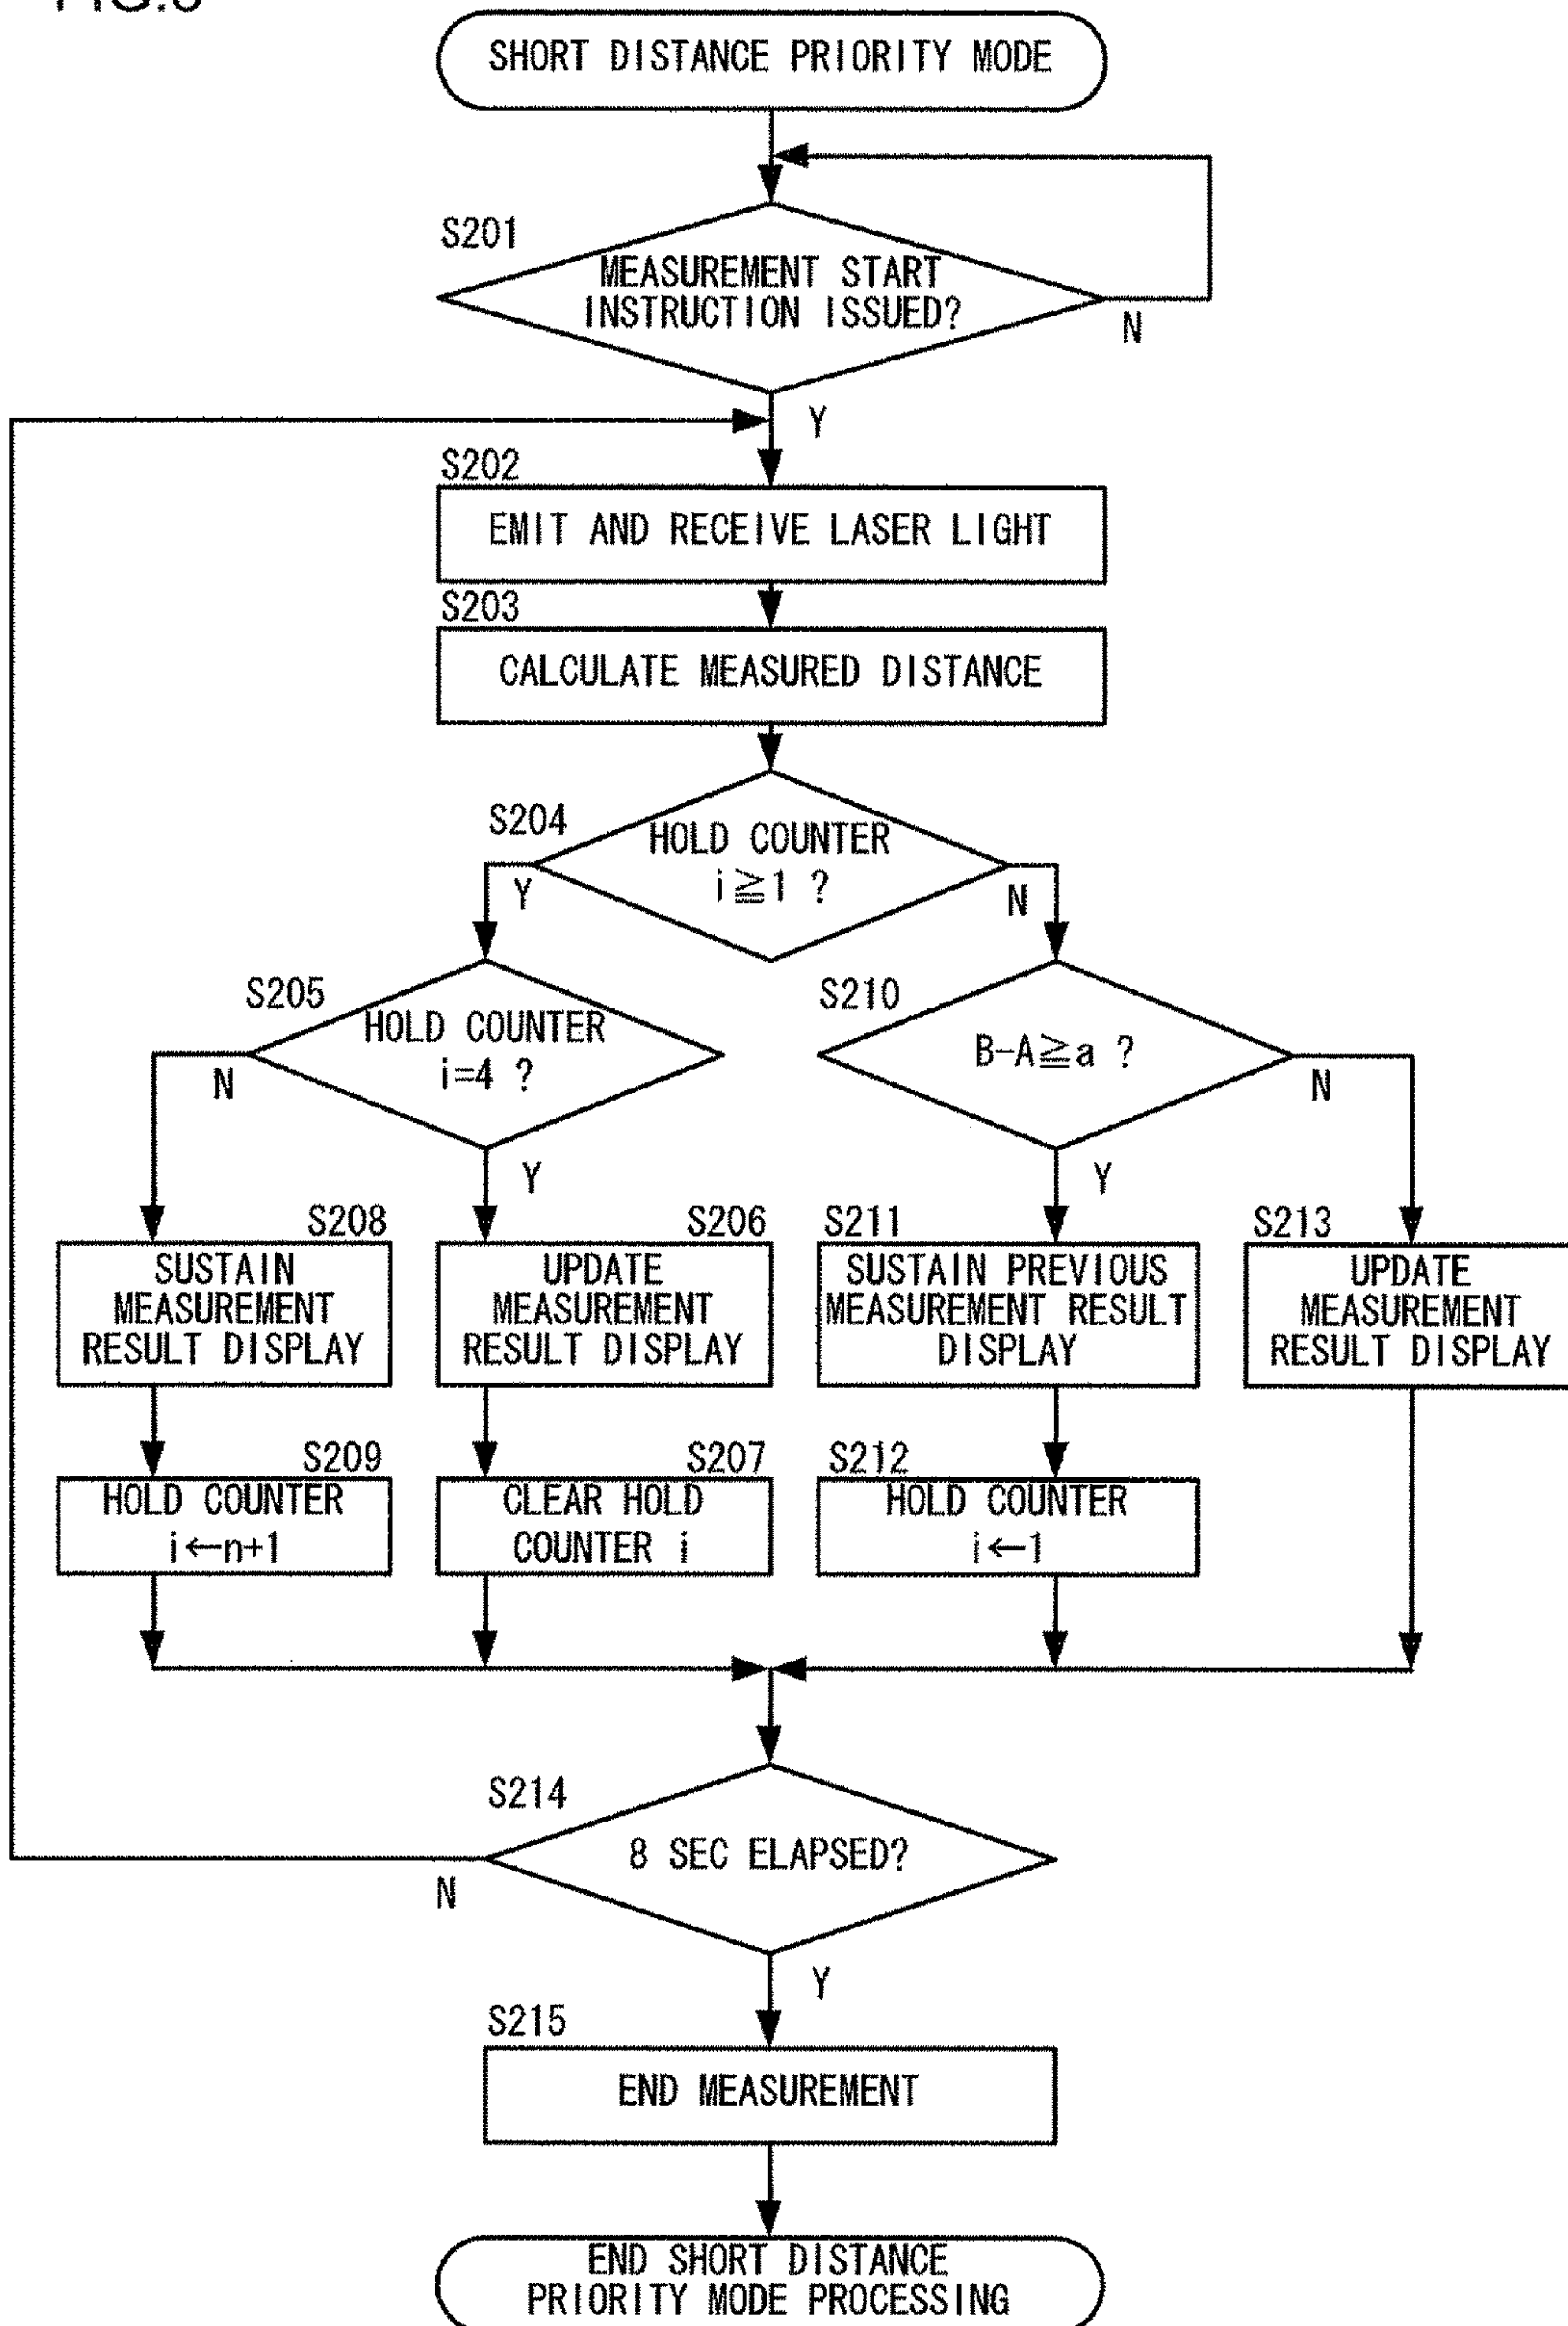 SHORT DISTANCE PRIORITY MODE
S201
MEASUREMENT START
INSTRUCTION ISSUED?
N
Y
S202
EMIT AND RECEIVE LASER LIGHT
S203
CALCULATE MEASURED DISTANCE
S204
HOLD COUNTER
i≧1 ?
Y
N
S205
HOLD COUNTER
i=4 ?
N
Y
S210
B-A≧a ?
N
Y
S208
SUSTAIN
MEASUREMENT
RESULT DISPLAY
S206
UPDATE
MEASUREMENT
RESULT DISPLAY
S211
SUSTAIN PREVIOUS
MEASUREMENT RESULT
DISPLAY
S213
UPDATE
MEASUREMENT
RESULT DISPLAY
S209
HOLD COUNTER
i←n+1
S207
CLEAR HOLD
COUNTER i
S212
HOLD COUNTER
i←1
S214
8 SEC ELAPSED?
N
Y
S215
END MEASUREMENT
END SHORT DISTANCE
PRIORITY MODE PROCESSING